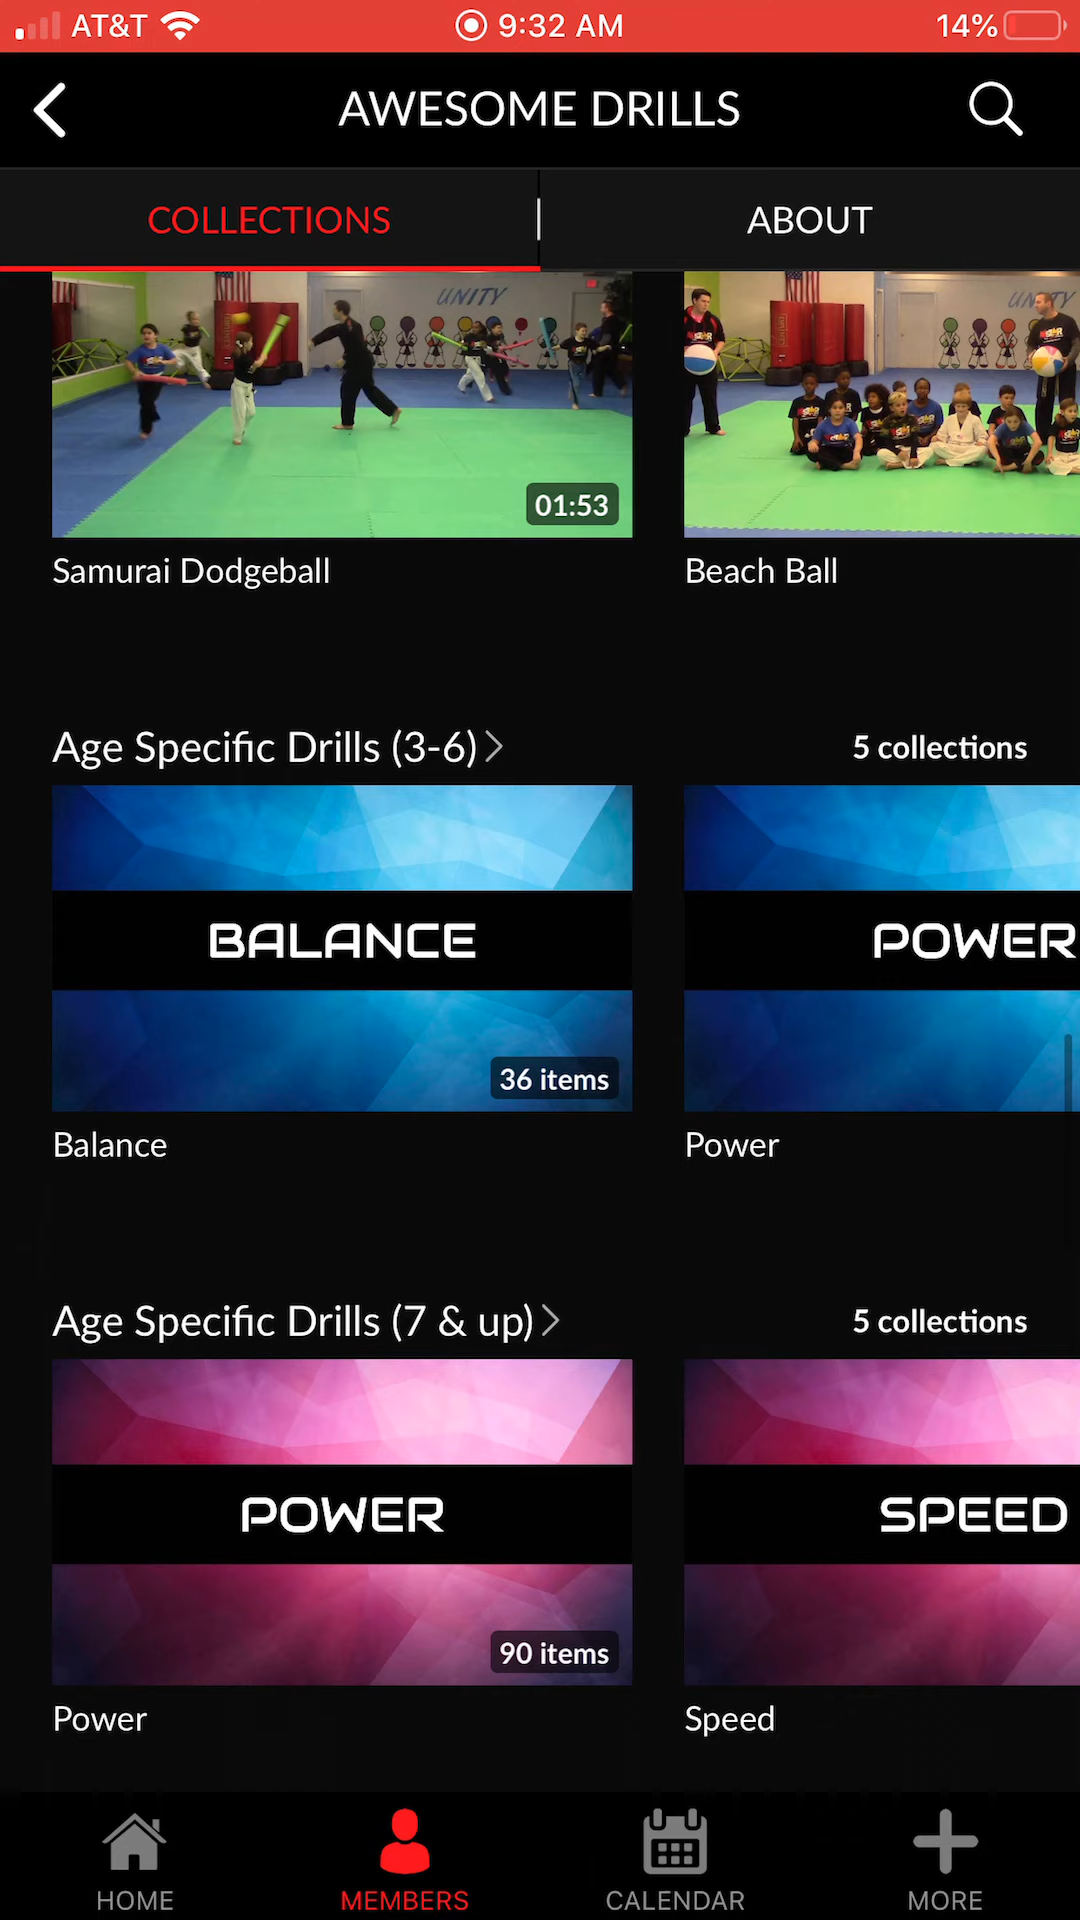 AT&T 9:32 AM 14%
AWESOME DRILLS
COLLECTIONS ABOUT
UNITY
01:53
Samurai Dodgeball Beach Ball
Age Specific Drills (3-6) 5 collections
BALANCE POWER
36 items
Balance Power
Age Specific Drills (7 & up) 5 collections
POWER SPEED
90 items
Power Speed
HOME MEMBERS CALENDAR MORE